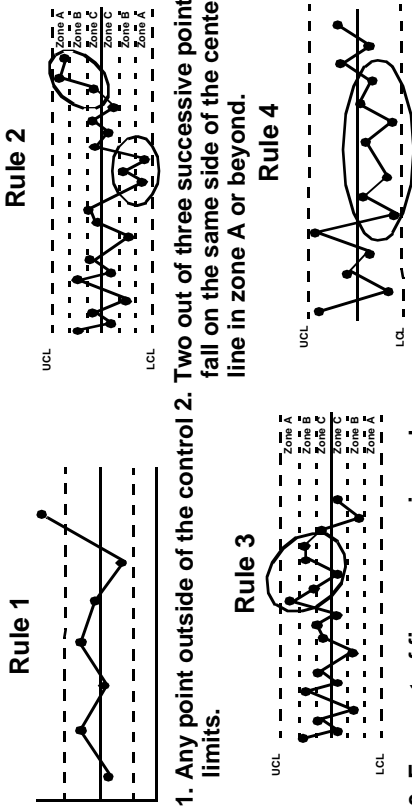 Rule 1
1. Any point outside of the control
limits.
Rule 2
UCL
Zone A
Zone B
Zone C
Zone C
Zone B
Zone A
LCL
2. Two out of three successive point
fall on the same side of the cente
line in zone A or beyond.
Rule 3
UCL
Zone A
Zone B
Zone C
Zone C
Zone B
Zone A
LCL
Rule 4
UCL
LCL